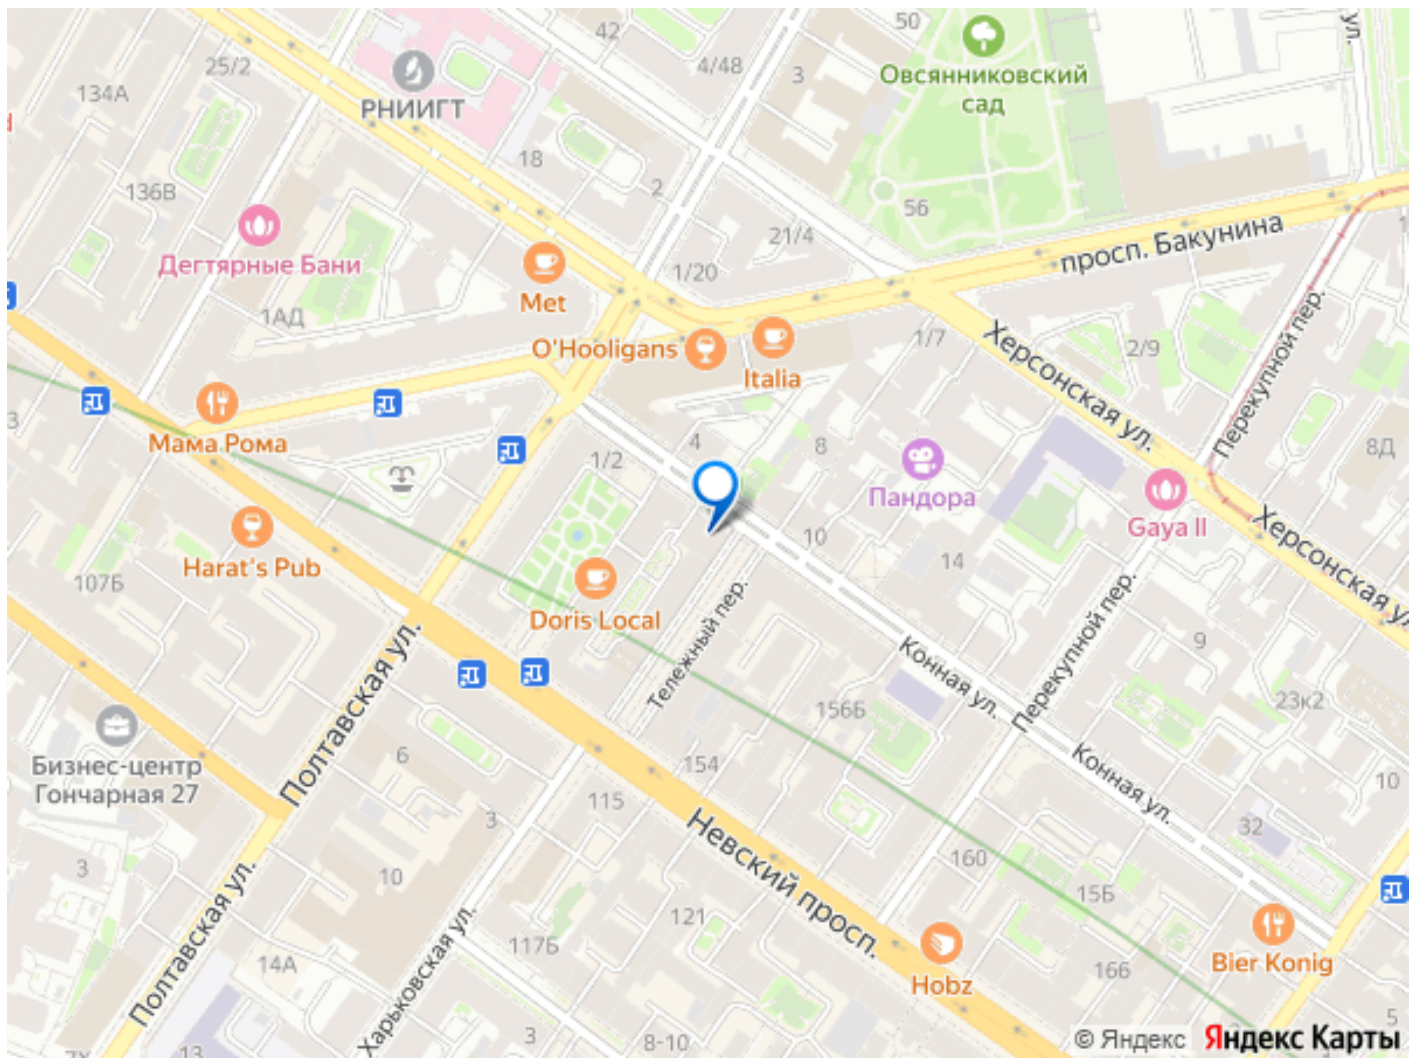 50
ул.
42
25/2
4/48
3
Овсянниковский
сад
134А
РНИИГТ
18
2
136В
56
21/4
просп. Бакунина
Дегтярные Бани
1/20
Met
1АД
O'Hooligans
Italia
1/7
2/9
Херсонская ул.
Перекупной пер.
Мама Рома
3
4
8
1/2
8Д
Пандора
Gaya II
Херсонская ул.
Harat's Pub
107Б
10
14
Doris Local
Тележный пер.
Полтавская ул.
Конная ул.
Перекупной пер.
9
23к2
156Б
Бизнес-центр
Гончарная 27
6
154
115
3
Невский просп.
Конная ул.
10
32
3
10
160
15Б
Полтавская ул.
121
117Б
Hobz
Bier Konig
14А
166
Харьковская ул.
3
8-10
13
5
© Яндекс Яндекс Карты